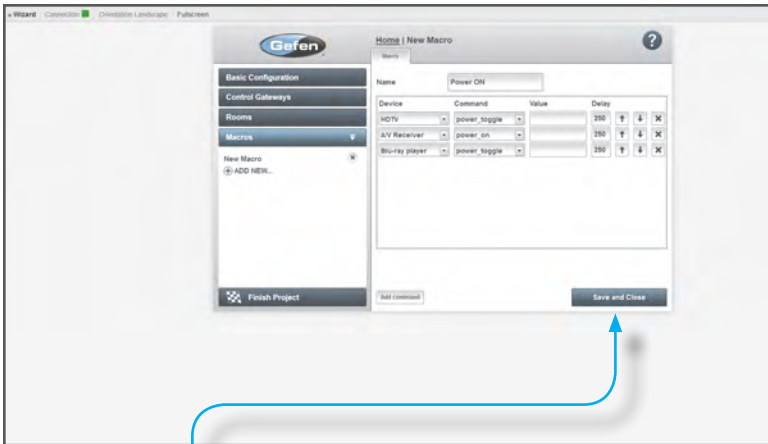 » Wizard Connection Orientation Landscape Fullscreen
Gefen
Home | New Macro
?
Macro
Basic Configuration
Control Gateways
Rooms
Macros
New Macro
ADD NEW...
Finish Project
Name Power ON
Device Command Value Delay
HDTV power_toggle 250
A/V Receiver power_on 250
Blu-ray player power_toggle 250
Add command
Save and Close